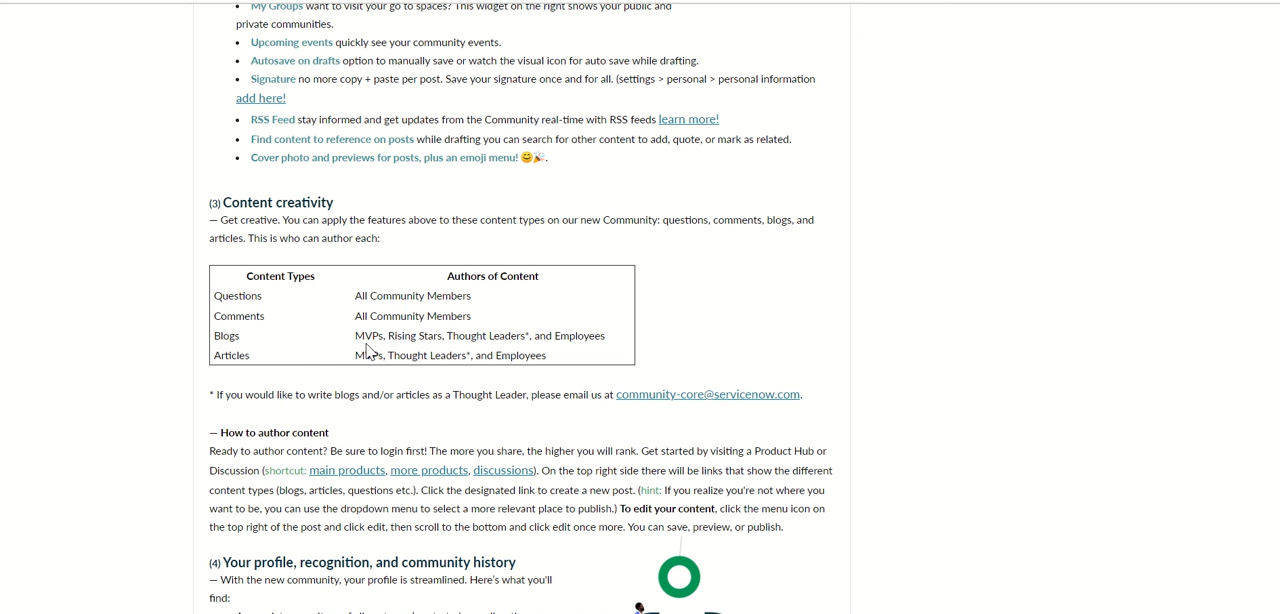 • My Groups want to visit your go to spaces? This widget on the right shows your public and
private communities.
• Upcoming events quickly see your community events.
• Autosave on drafts option to manually save or watch the visual icon for auto save while drafting.
• Signature no more copy + paste per post. Save your signature once and for all. (settings > personal > personal information
add here!
• RSS Feed stay informed and get updates from the Community real-time with RSS feeds learn more!
• Find content to reference on posts while drafting you can search for other content to add, quote, or mark as related.
• Cover photo and previews for posts, plus an emoji menu! 😊🎉.
(3) Content creativity
— Get creative. You can apply the features above to these content types on our new Community: questions, comments, blogs, and
articles. This is who can author each:
Content Types Authors of Content
Questions All Community Members
Comments All Community Members
Blogs MVPs, Rising Stars, Thought Leaders*, and Employees
Articles MVPs, Thought Leaders*, and Employees
* If you would like to write blogs and/or articles as a Thought Leader, please email us at community-core@servicenow.com.
— How to author content
Ready to author content? Be sure to login first! The more you share, the higher you will rank. Get started by visiting a Product Hub or
Discussion (shortcut: main products, more products, discussions). On the top right side there will be links that show the different
content types (blogs, articles, questions etc.). Click the designated link to create a new post. (hint: If you realize you're not where you
want to be, you can use the dropdown menu to select a more relevant place to publish.) To edit your content, click the menu icon on
the top right of the post and click edit, then scroll to the bottom and click edit once more. You can save, preview, or publish.
(4) Your profile, recognition, and community history
— With the new community, your profile is streamlined. Here's what you'll
find: